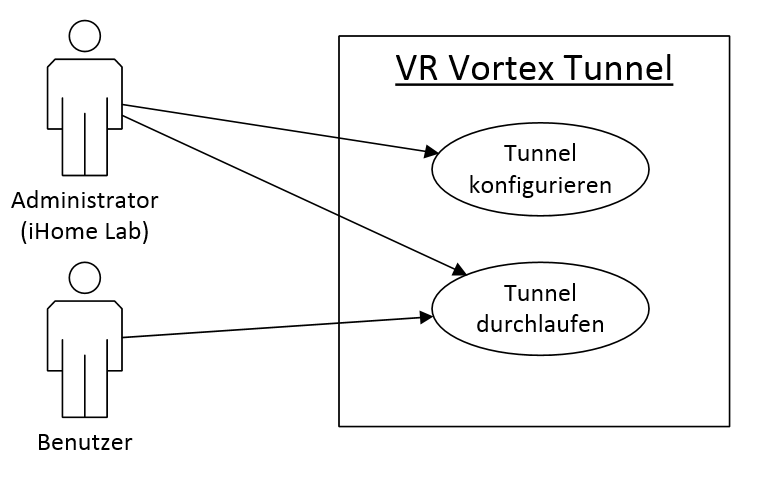 VR Vortex Tunnel
Tunnel
konfigurieren
Administrator
(iHome Lab)
Tunnel
durchlaufen
Benutzer